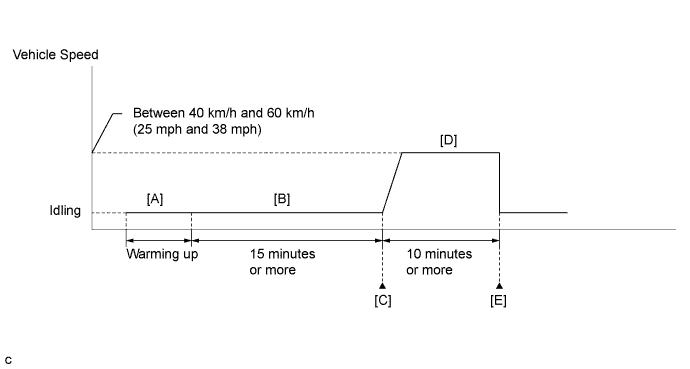 Vehicle Speed
Between 40 km/h and 60 km/h
(25 mph and 38 mph)
[D]
[A]
[B]
Idling
Warming up
15 minutes
or more
10 minutes
or more
[C]
[E]
c